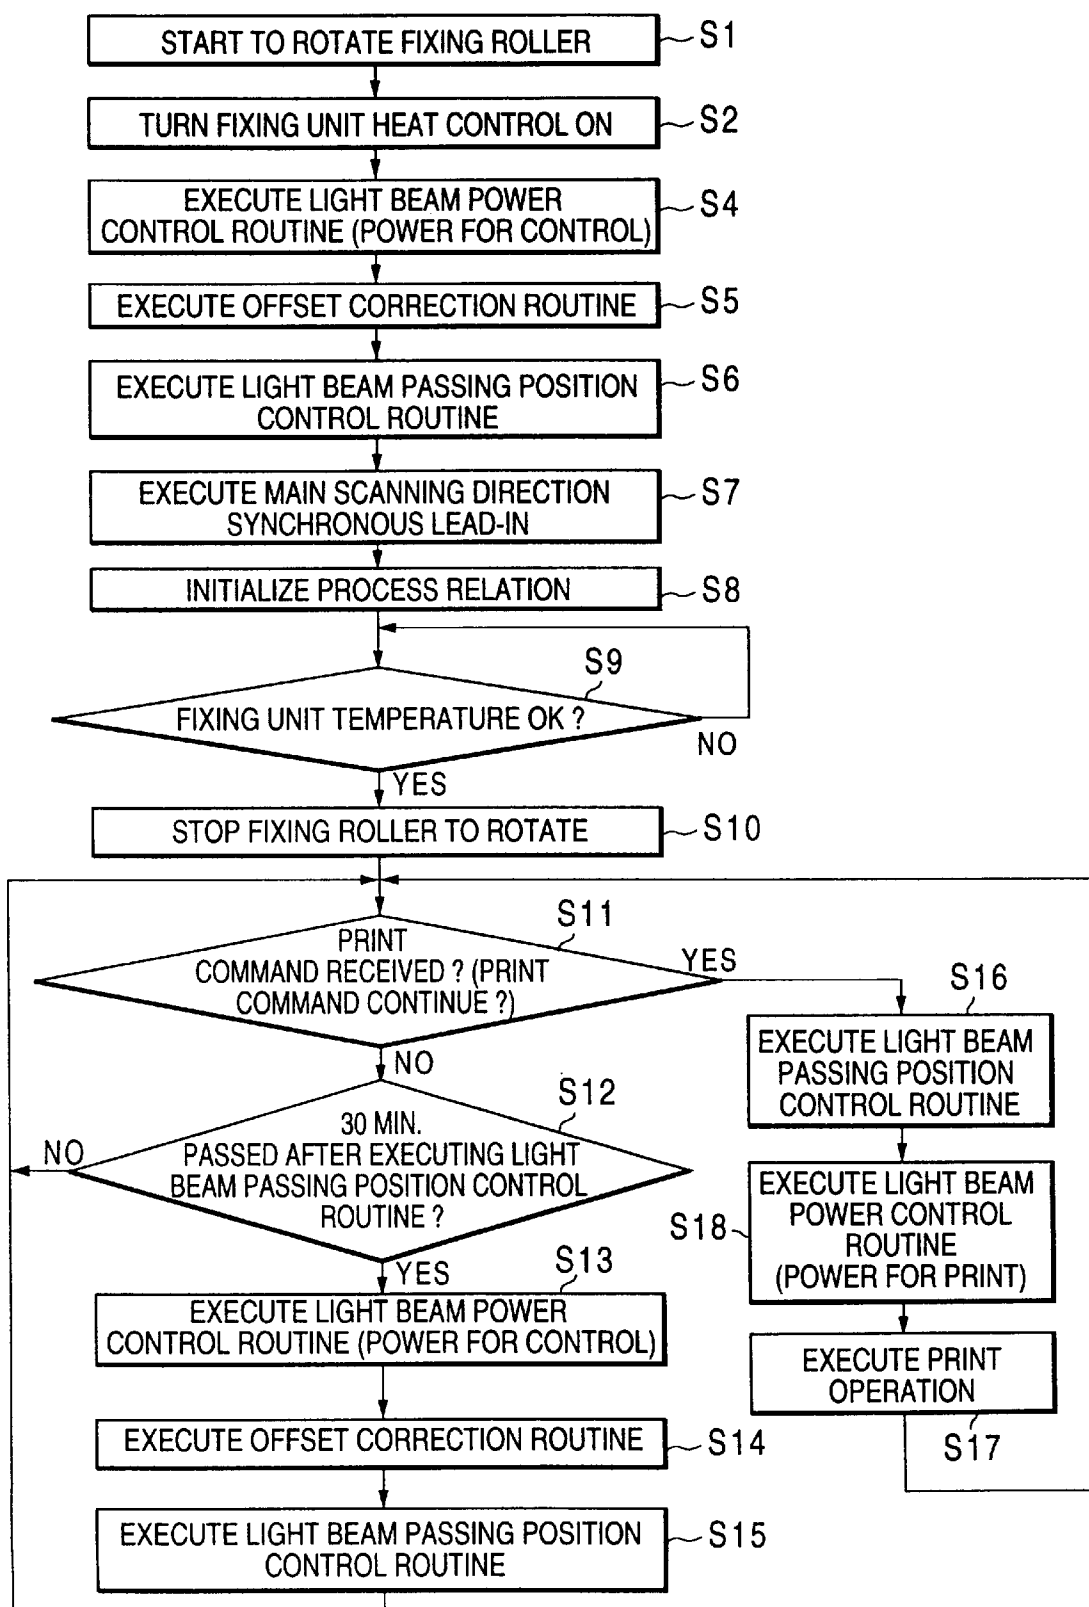 START TO ROTATE FIXING ROLLER
S1
TURN FIXING UNIT HEAT CONTROL ON
S2
EXECUTE LIGHT BEAM POWER
CONTROL ROUTINE (POWER FOR CONTROL)
S4
EXECUTE OFFSET CORRECTION ROUTINE
S5
EXECUTE LIGHT BEAM PASSING POSITION
CONTROL ROUTINE
S6
EXECUTE MAIN SCANNING DIRECTION
SYNCHRONOUS LEAD-IN
S7
INITIALIZE PROCESS RELATION
S8
S9
FIXING UNIT TEMPERATURE OK ?
NO
YES
STOP FIXING ROLLER TO ROTATE
S10
S11
PRINT
COMMAND RECEIVED ? (PRINT
COMMAND CONTINUE ?)
YES
NO
S12
30 MIN.
PASSED AFTER EXECUTING LIGHT
BEAM PASSING POSITION CONTROL
ROUTINE ?
NO
YES
S13
EXECUTE LIGHT BEAM POWER
CONTROL ROUTINE (POWER FOR CONTROL)
EXECUTE OFFSET CORRECTION ROUTINE
S14
EXECUTE LIGHT BEAM PASSING POSITION
CONTROL ROUTINE
S15
S16
EXECUTE LIGHT BEAM
PASSING POSITION
CONTROL ROUTINE
EXECUTE LIGHT BEAM
POWER CONTROL
ROUTINE
(POWER FOR PRINT)
S18
EXECUTE PRINT
OPERATION
S17